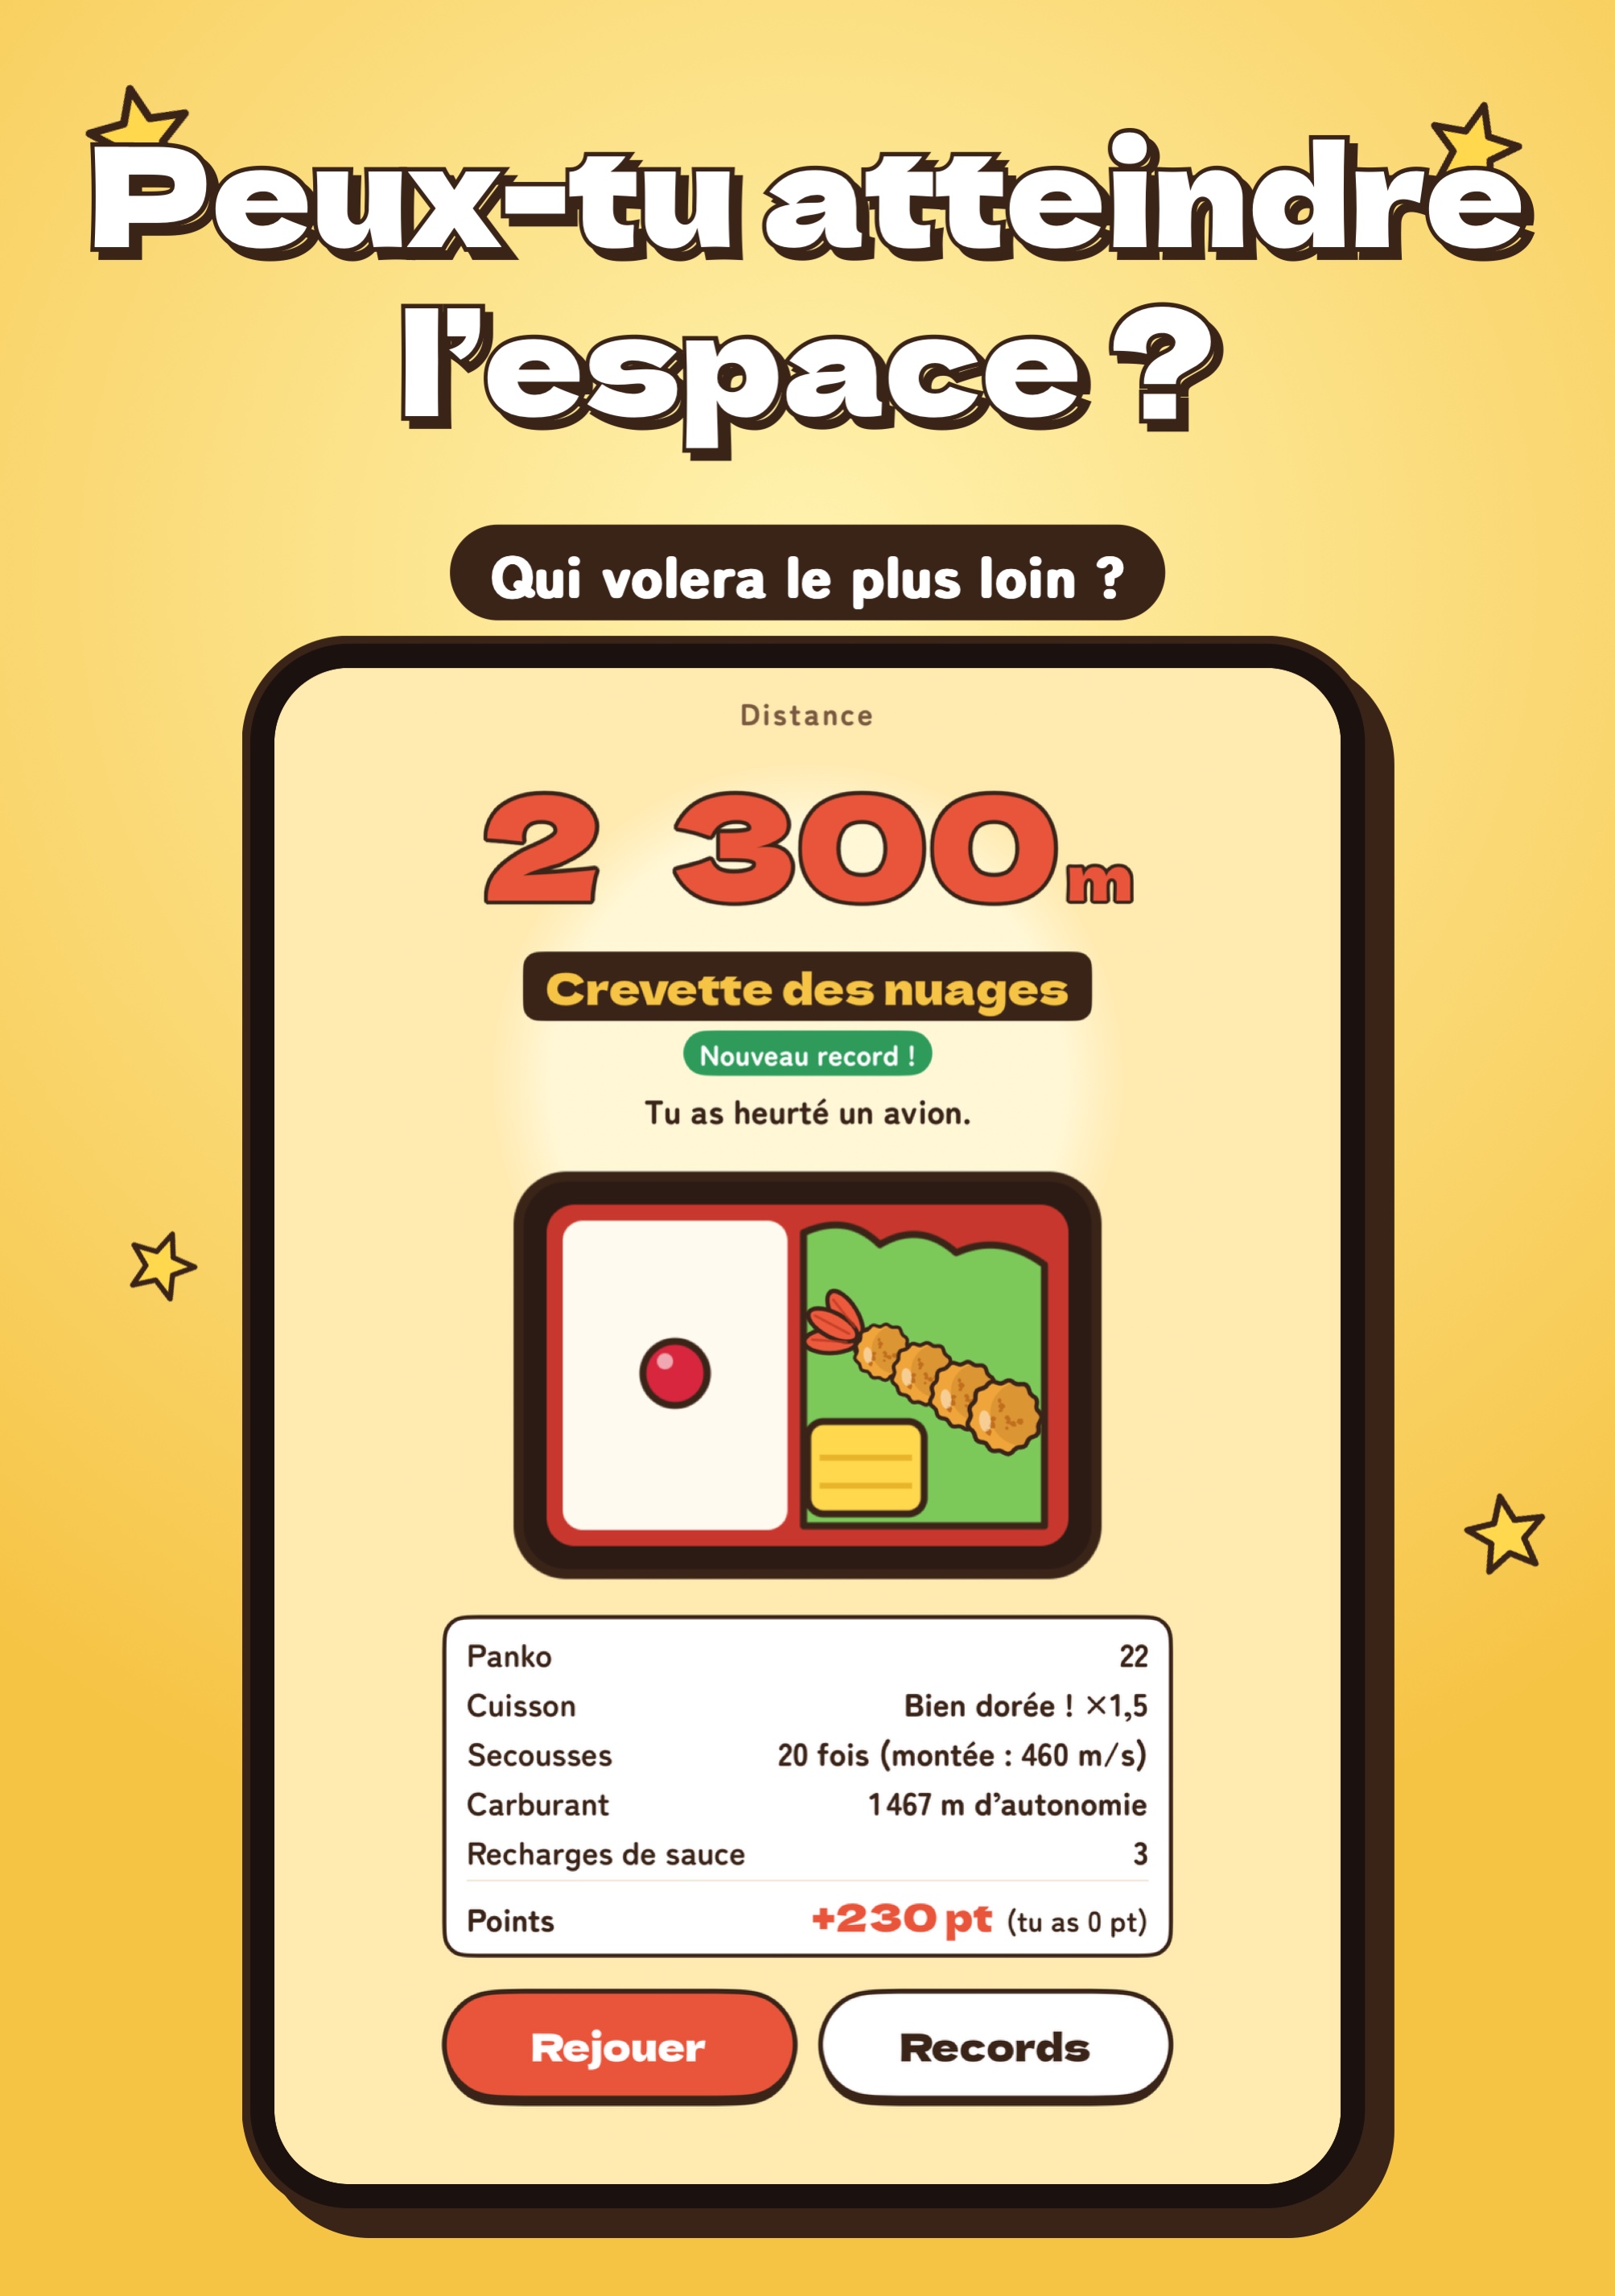 Peux-tu atteindre
l’espace ?
Qui volera le plus loin ?
Distance
2 300 m
Crevette des nuages
Nouveau record !
Tu as heurté un avion.
Panko 22
Cuisson Bien dorée ! ×1,5
Secousses 20 fois (montée : 460 m/s)
Carburant 1 467 m d’autonomie
Recharges de sauce 3
Points +230 pt (tu as 0 pt)
Rejouer Records